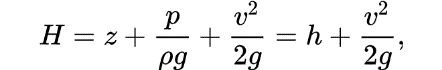 H = z + \frac{p}{\rho g} + \frac{v^2}{2g} = h + \frac{v^2}{2g},